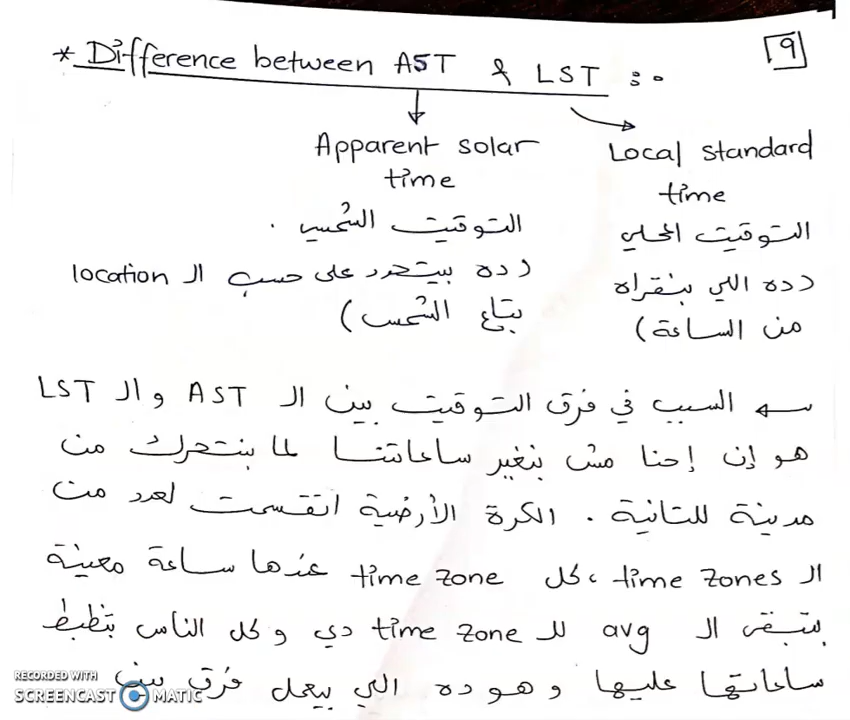 9
* Difference between AST & LST :.
Apparent solar time
التوقيت الشمسي .
( ده بيتحدد على حسب ال location
بتاع الشمس )
Local standard time
التوقيت المحلي
( ده اللي بنقراه
من الساعة )
السبب في فرق التوقيت بين ال AST و ال LST
هو إن إحنا مش بنغير ساعاتنا لما بنتحرك من
مدينة للتانية . الكرة الأرضية اتقسمت لعدد من
ال time zones ، كل time zone عندها ساعة معينة
بتبقى ال avg لل time zone دي و كل الناس بتظبط
ساعاتها عليها و هو ده اللي بيعمل فرق بين
RECORDED WITH
SCREENCAST MATIC